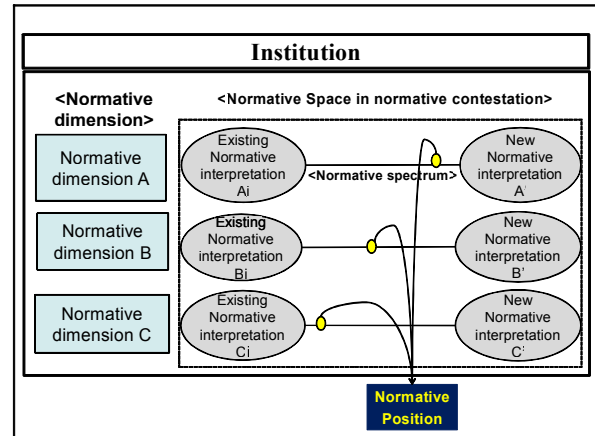 Institution
<Normative dimension>
<Normative Space in normative contestation>
Normative
dimension A
Existing
Normative
interpretation
Ai
<Normative spectrum>
New
Normative
interpretation
A'
Normative
dimension B
Existing
Normative
interpretation
Bi
New
Normative
interpretation
B'
Normative
dimension C
Existing
Normative
interpretation
Ci
New
Normative
interpretation
C'
Normative
Position